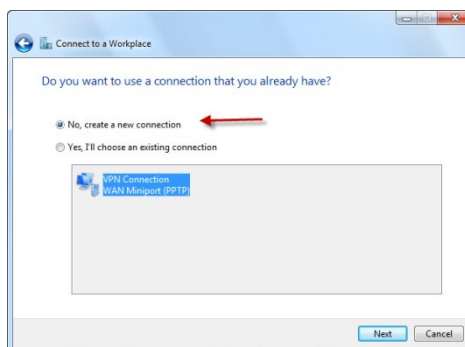 Connect to a Workplace
Do you want to use a connection that you already have?
No, create a new connection
Yes, I'll choose an existing connection
VPN Connection
WAN Miniport (PPTP)
Next Cancel